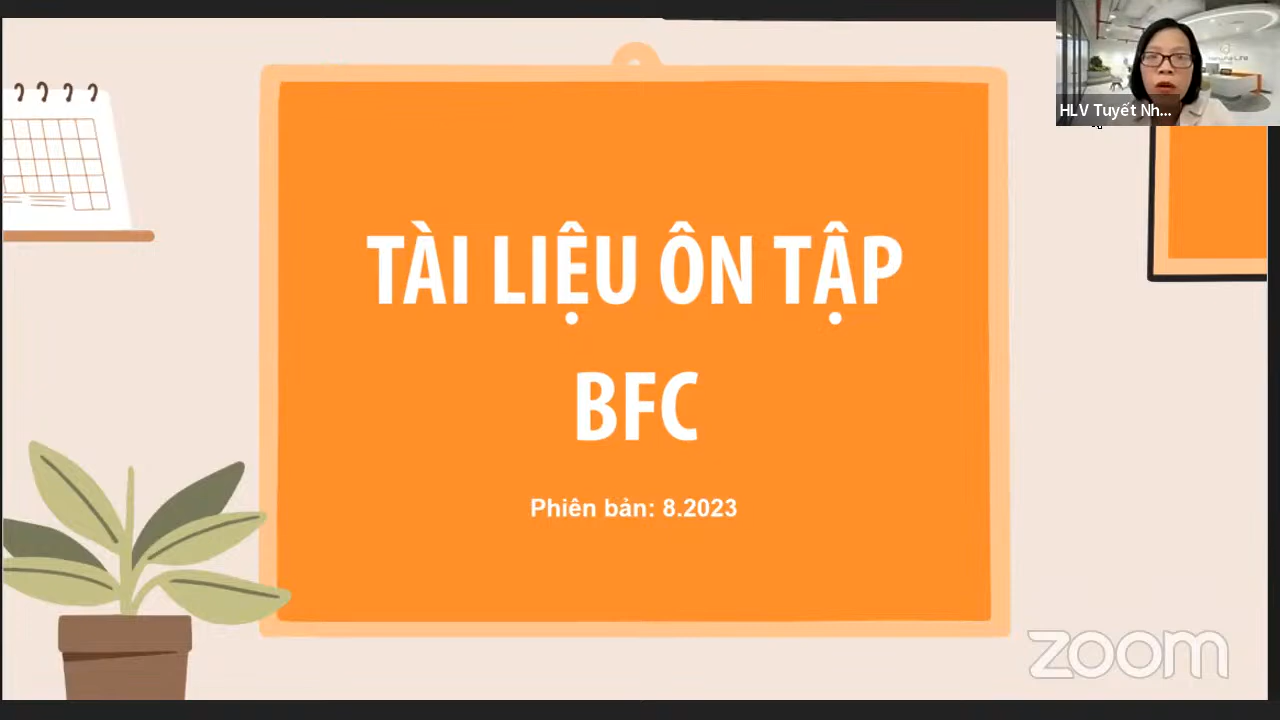 HLV Tuyết Nh...
TÀI LIỆU ÔN TẬP
BFC
Phiên bản: 8.2023
zoom